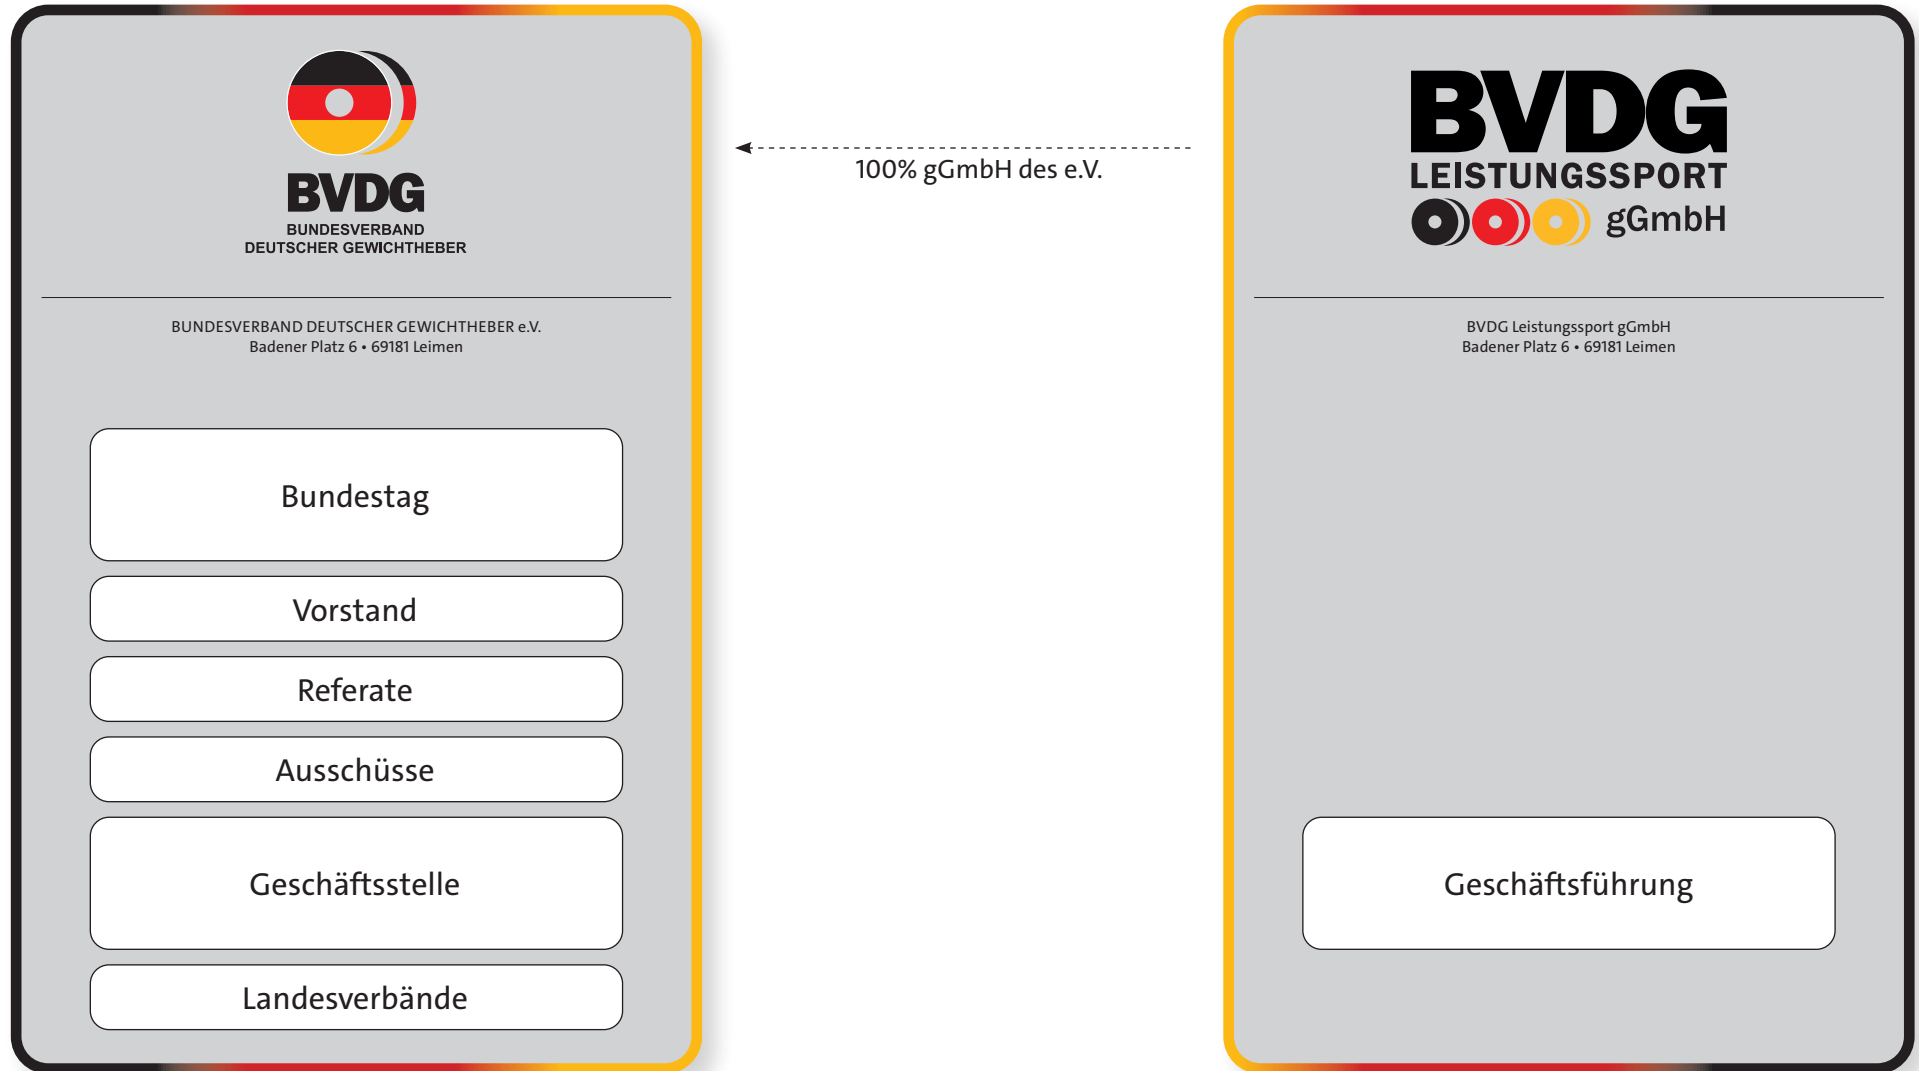 BVDG
BUNDESVERBAND
DEUTSCHER GEWICHTHEBER
BUNDESVERBAND DEUTSCHER GEWICHTHEBER e.V.
Badener Platz 6 • 69181 Leimen
Bundestag
Vorstand
Referate
Ausschüsse
Geschäftsstelle
Landesverbände
100% gGmbH des e.V.
BVDG
LEISTUNGSSPORT
gGmbH
BVDG Leistungssport gGmbH
Badener Platz 6 • 69181 Leimen
Geschäftsführung